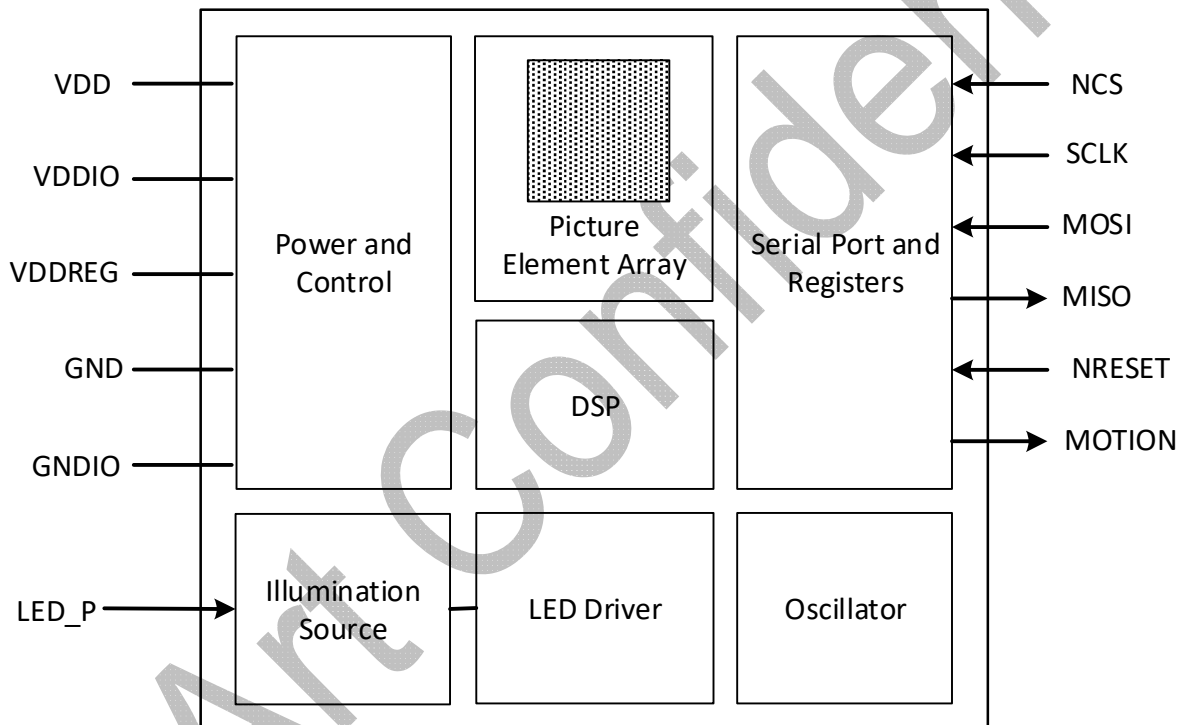 VDD
VDDIO
VDDREG
GND
GNDIO
LED_P
Power and
Control
Picture
Element Array
Serial Port and
Registers
DSP
Illumination
Source
LED Driver
Oscillator
NCS
SCLK
MOSI
MISO
NRESET
MOTION
Art Confiden